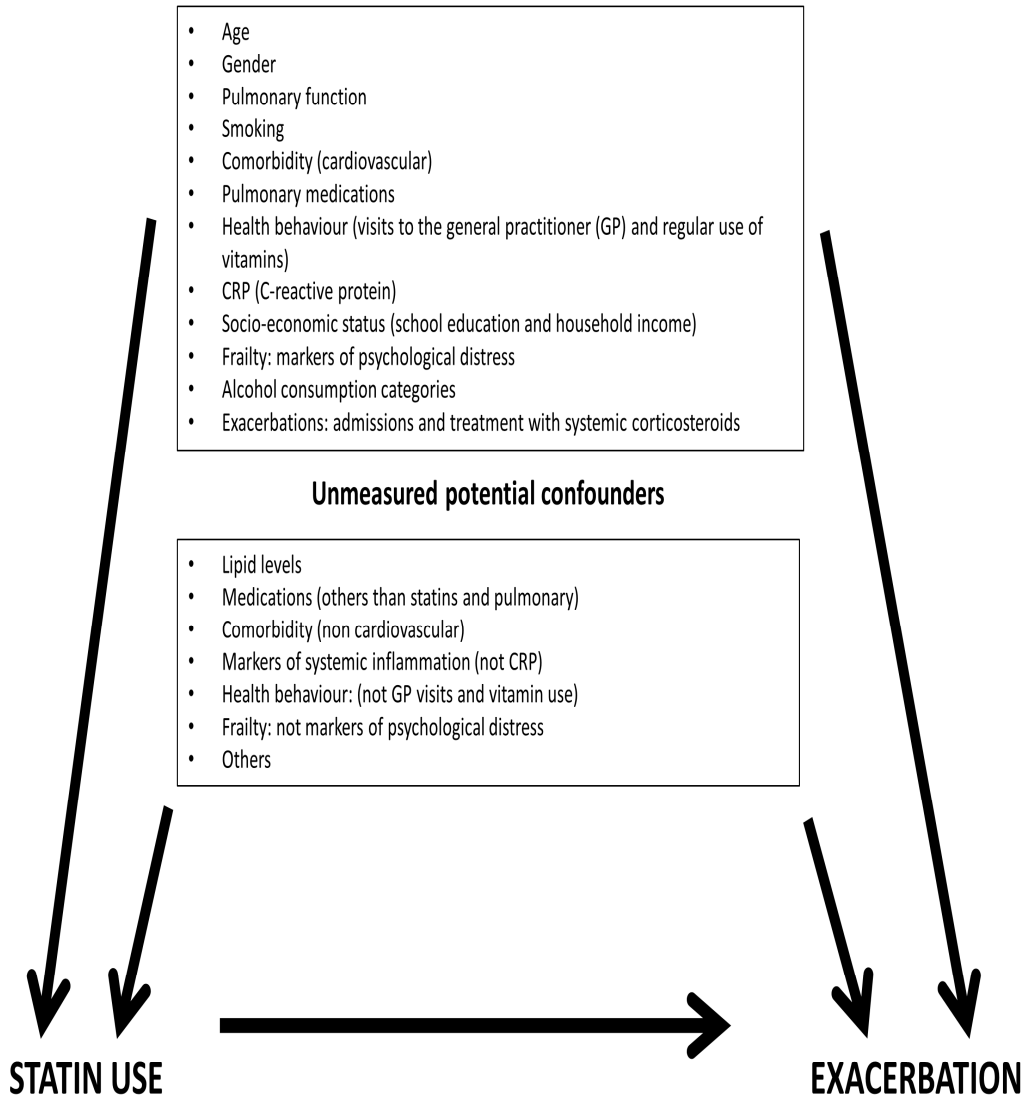 • Age
• Gender
• Pulmonary function
• Smoking
• Comorbidity (cardiovascular)
• Pulmonary medications
• Health behaviour (visits to the general practitioner (GP) and regular use of
vitamins)
• CRP (C-reactive protein)
• Socio-economic status (school education and household income)
• Frailty: markers of psychological distress
• Alcohol consumption categories
• Exacerbations: admissions and treatment with systemic corticosteroids
Unmeasured potential confounders
• Lipid levels
• Medications (others than statins and pulmonary)
• Comorbidity (non cardiovascular)
• Markers of systemic inflammation (not CRP)
• Health behaviour: (not GP visits and vitamin use)
• Frailty: not markers of psychological distress
• Others
STATIN USE
EXACERBATION